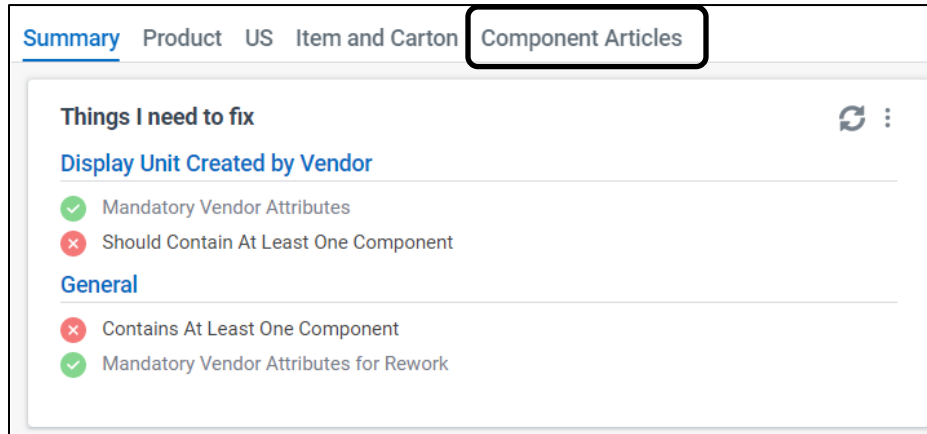 Summary Product US Item and Carton Component Articles
Things I need to fix
Display Unit Created by Vendor
Mandatory Vendor Attributes
Should Contain At Least One Component
General
Contains At Least One Component
Mandatory Vendor Attributes for Rework